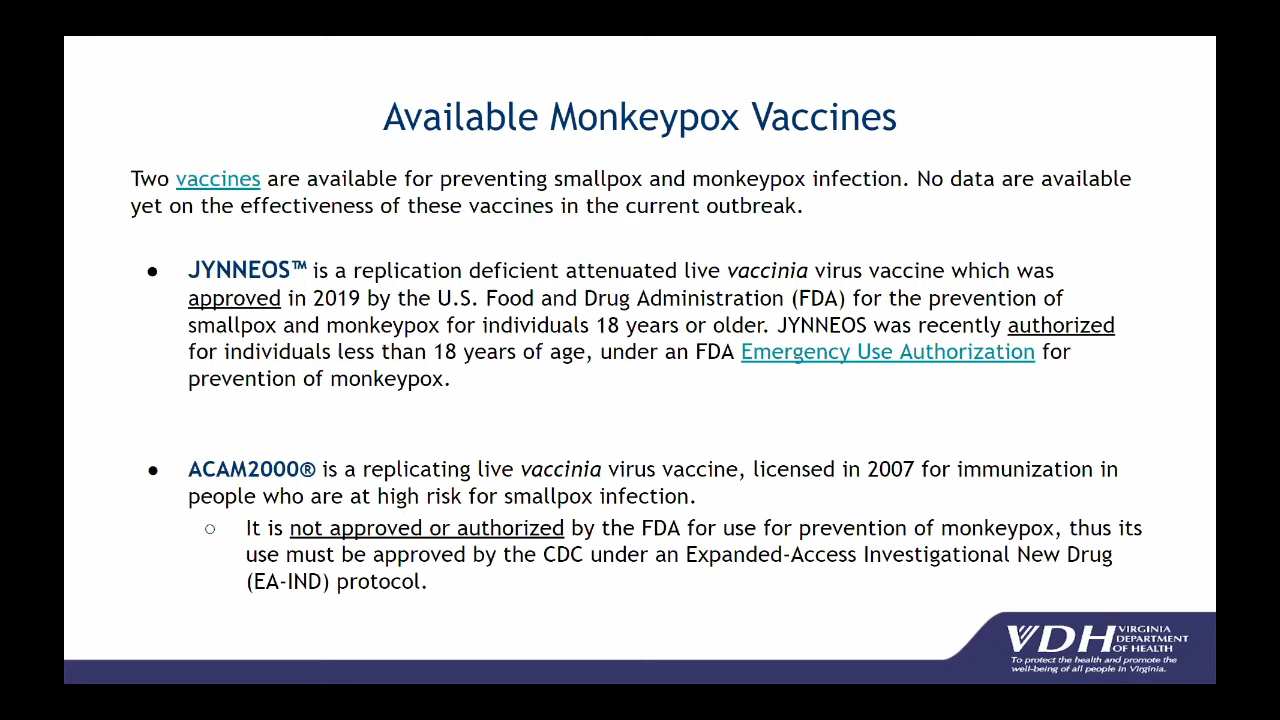 Available Monkeypox Vaccines
Two vaccines are available for preventing smallpox and monkeypox infection. No data are available
yet on the effectiveness of these vaccines in the current outbreak.
● JYNNEOS™ is a replication deficient attenuated live vaccinia virus vaccine which was
approved in 2019 by the U.S. Food and Drug Administration (FDA) for the prevention of
smallpox and monkeypox for individuals 18 years or older. JYNNEOS was recently authorized
for individuals less than 18 years of age, under an FDA Emergency Use Authorization for
prevention of monkeypox.
● ACAM2000® is a replicating live vaccinia virus vaccine, licensed in 2007 for immunization in
people who are at high risk for smallpox infection.
○ It is not approved or authorized by the FDA for use for prevention of monkeypox, thus its
use must be approved by the CDC under an Expanded-Access Investigational New Drug
(EA-IND) protocol.
VDH VIRGINIA
DEPARTMENT
OF HEALTH
To protect the health and promote the
well-being of all people in Virginia.